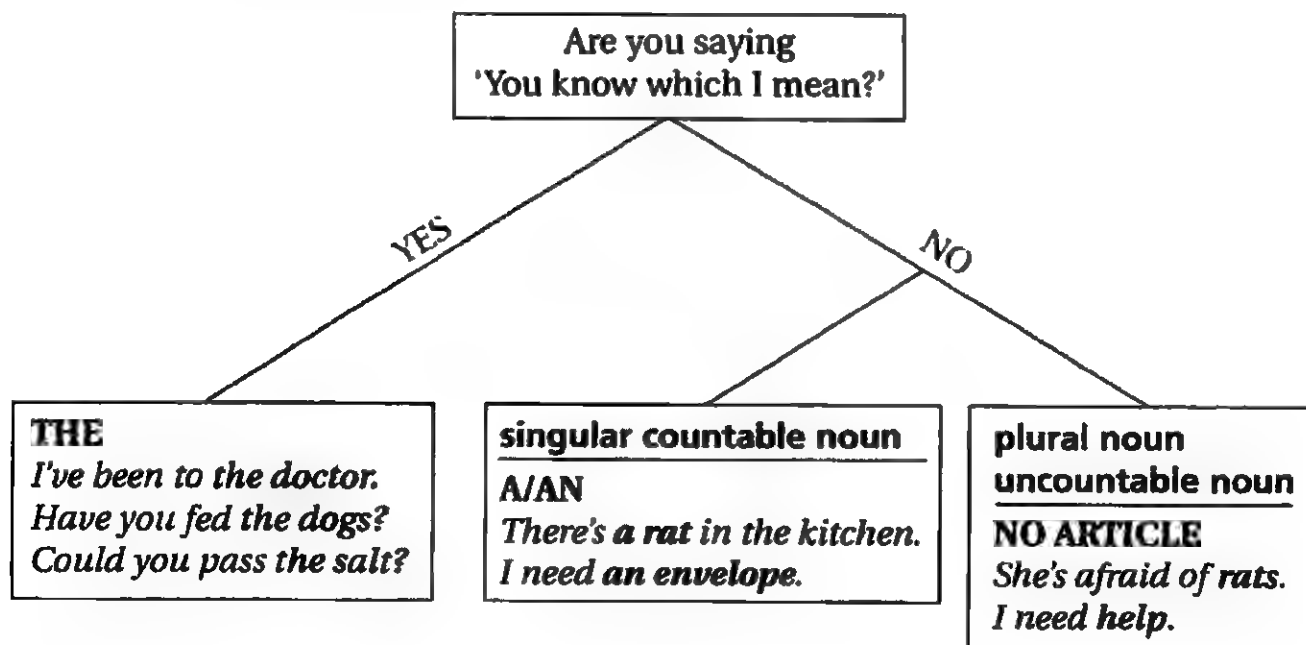 Are you saying
'You know which I mean?'
YES
NO
THE
I've been to the doctor.
Have you fed the dogs?
Could you pass the salt?
singular countable noun
A/AN
There's a rat in the kitchen.
I need an envelope.
plural noun
uncountable noun
NO ARTICLE
She's afraid of rats.
I need help.